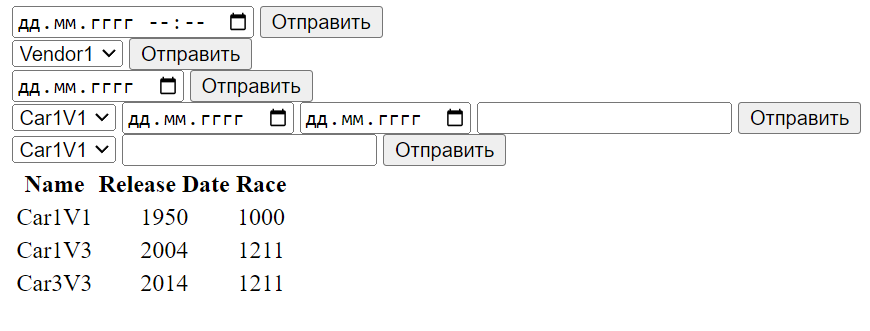 дд.мм.гггг --:-- Отправить
Vendor1 Отправить
дд.мм.гггг Отправить
Car1V1 дд.мм.гггг дд.мм.гггг Отправить
Car1V1 Отправить
Name Release Date Race
Car1V1 1950 1000
Car1V3 2004 1211
Car3V3 2014 1211